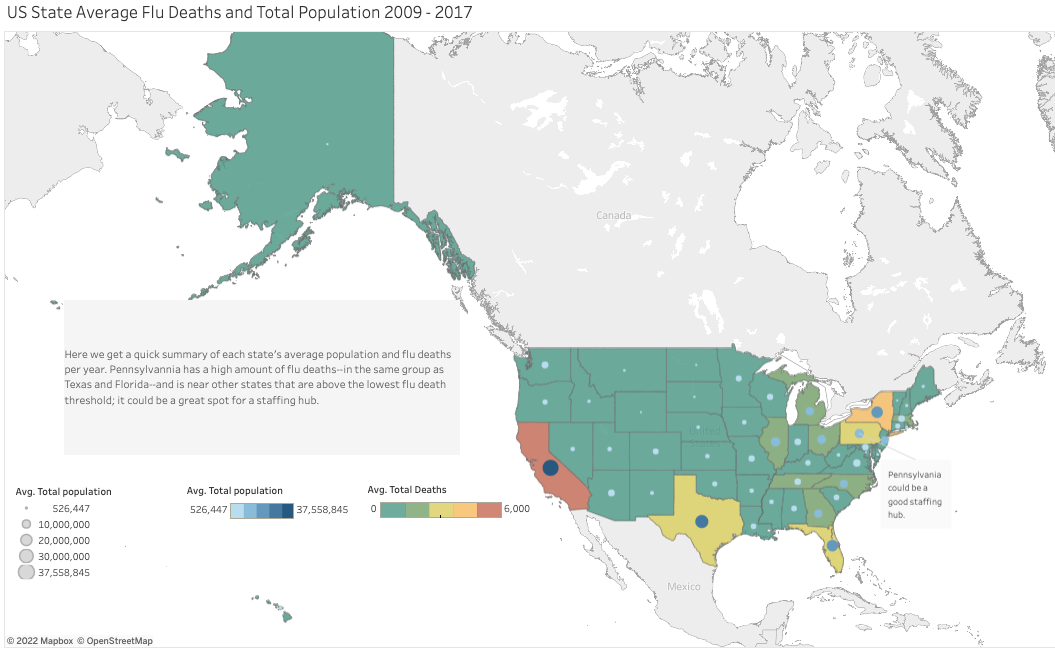 US State Average Flu Deaths and Total Population 2009 - 2017
Canada
Here we get a quick summary of each state's average population and flu deaths
per year. Pennsylvannia has a high amount of flu deaths--in the same group as
Texas and Florida--and is near other states that are above the lowest flu death
threshold; it could be a great spot for a staffing hub.
United
States
Pennsylvania
could be a
good staffing
hub.
Avg. Total population
526,447
10,000,000
20,000,000
30,000,000
37,558,845
Avg. Total population
526,447 37,558,845
Avg. Total Deaths
0 6,000
Mexico
© 2022 Mapbox © OpenStreetMap